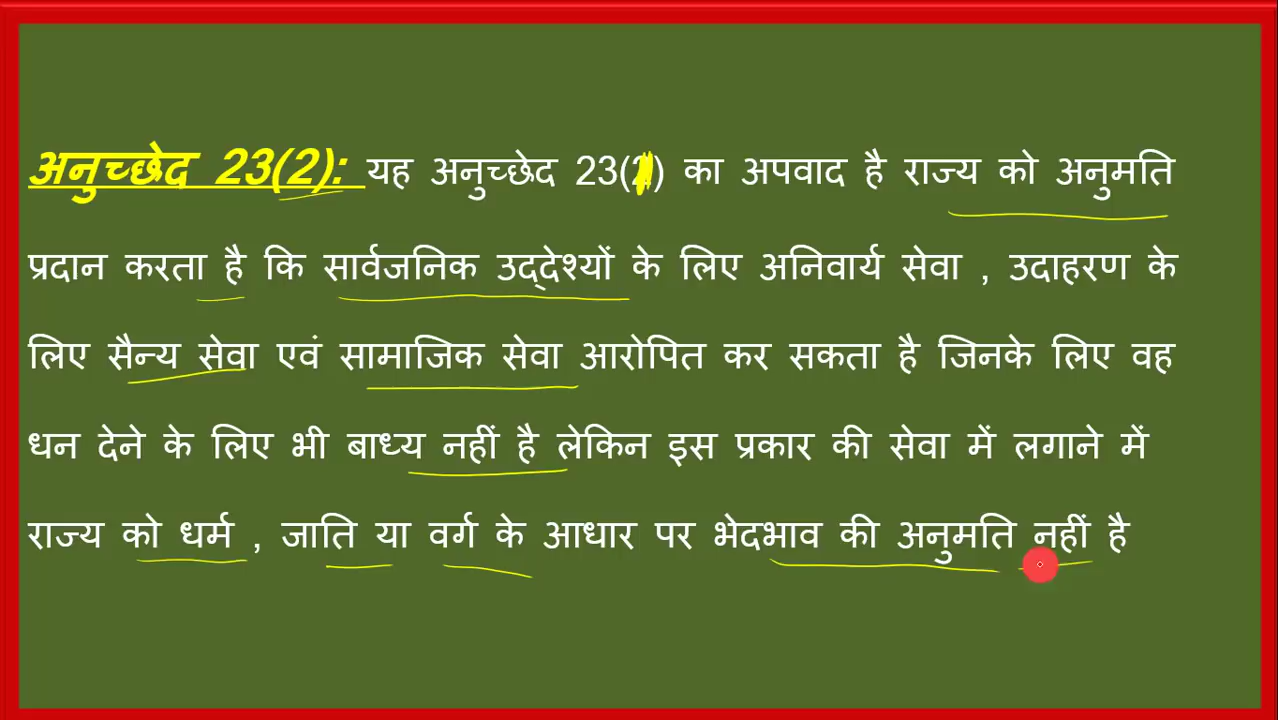 अनुच्छेद 23(2): यह अनुच्छेद 23(1) का अपवाद है राज्य को अनुमति
प्रदान करता है कि सार्वजनिक उद्देश्यों के लिए अनिवार्य सेवा , उदाहरण के
लिए सैन्य सेवा एवं सामाजिक सेवा आरोपित कर सकता है जिनके लिए वह
धन देने के लिए भी बाध्य नहीं है लेकिन इस प्रकार की सेवा में लगाने में
राज्य को धर्म , जाति या वर्ग के आधार पर भेदभाव की अनुमति नहीं है